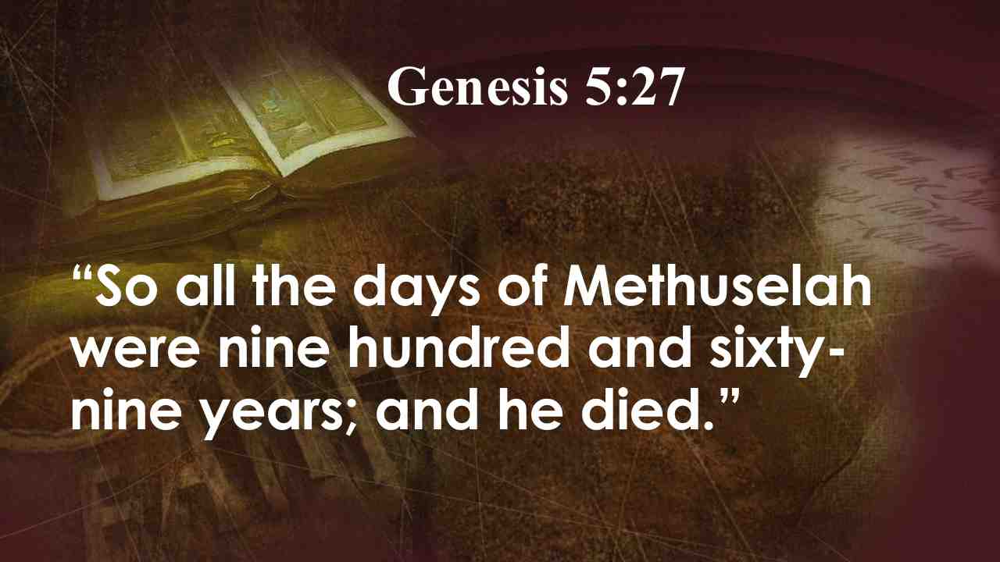 Genesis 5:27
“So all the days of Methuselah
were nine hundred and sixty-
nine years; and he died.”